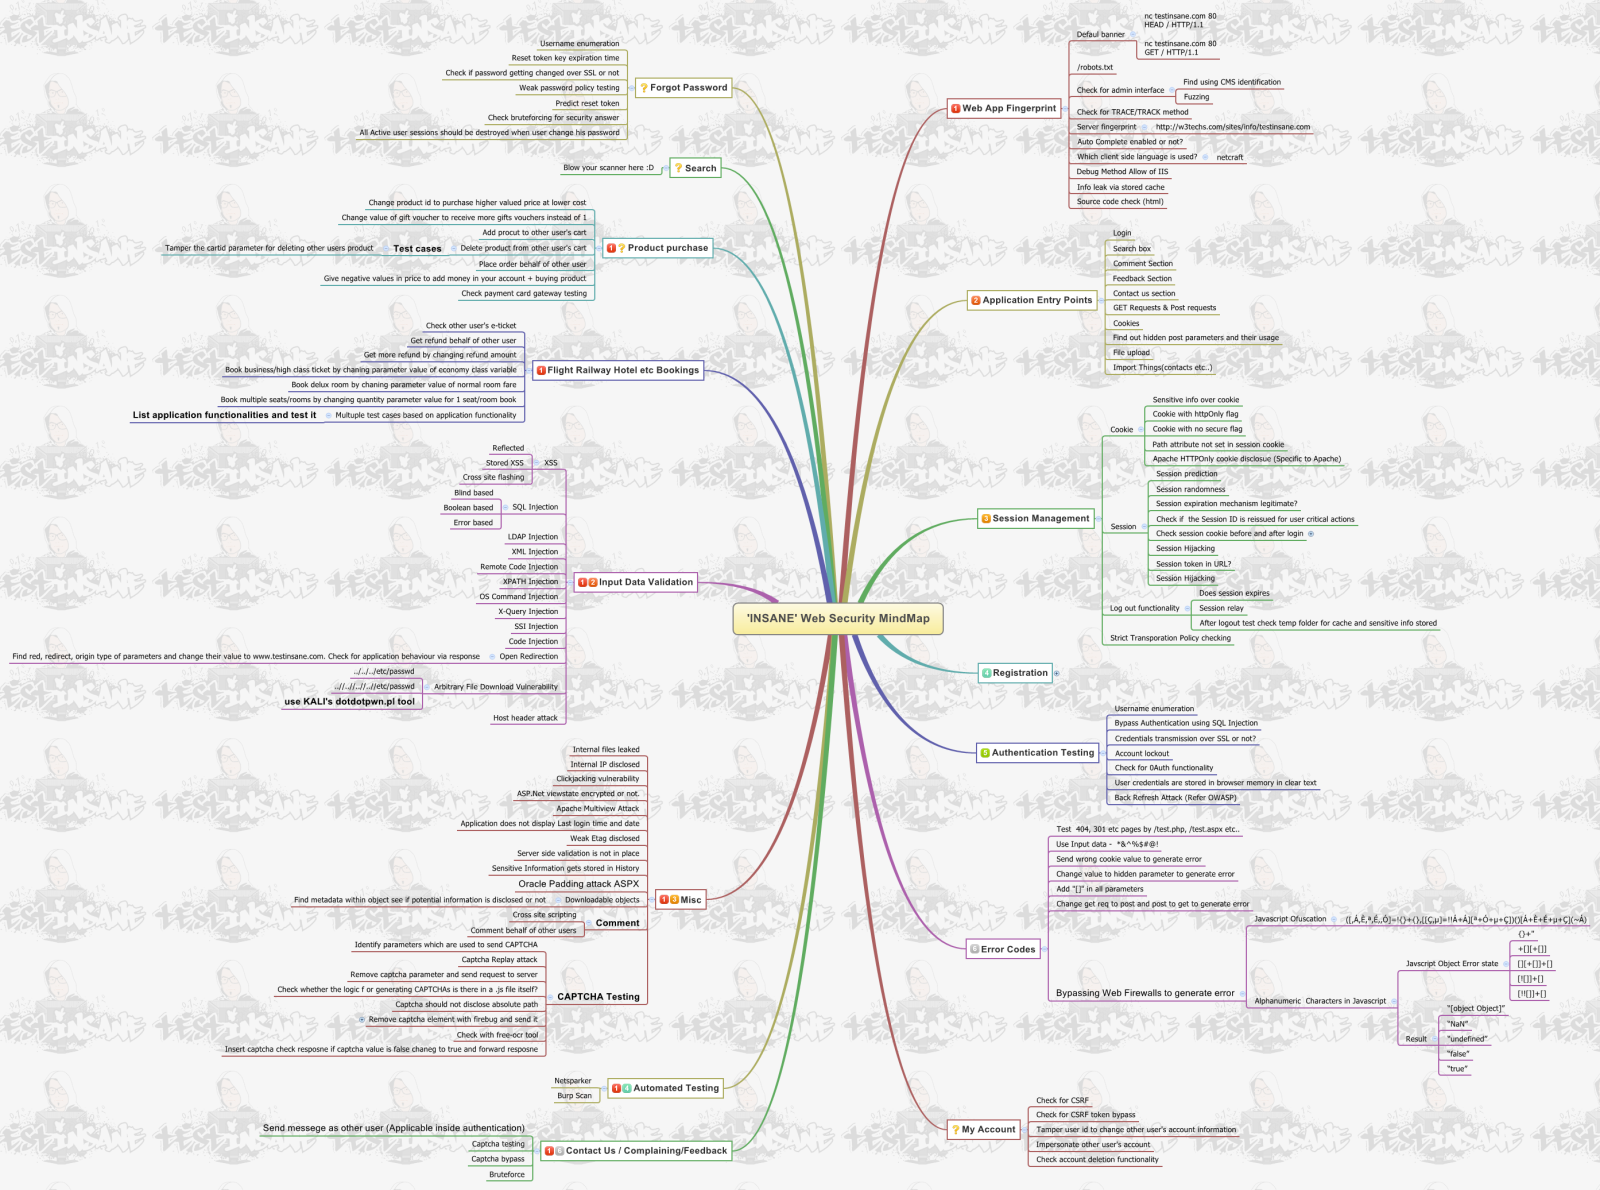 'INSANE' Web Security MindMap
Web App Fingerprint
Defaul banner
nc testinsane.com 80
HEAD / HTTP/1.1
nc testinsane.com 80
GET / HTTP/1.1
/robots.txt
Check for admin interface
Find using CMS identification
Fuzzing
Check for TRACE/TRACK method
Server fingerprint
http://w3techs.com/sites/info/testinsane.com
Auto Complete enabled or not?
Which client side language is used?
netcraft
Debug Method Allow of IIS
Info leak via stored cache
Source code check (html)
Application Entry Points
Login
Search box
Comment Section
Feedback Section
Contact us section
GET Requests & Post requests
Cookies
Find out hidden post parameters and their usage
File upload
Import Things(contacts etc..)
Session Management
Cookie
Sensitive info over cookie
Cookie with httpOnly flag
Cookie with no secure flag
Path attribute not set in session cookie
Apache HTTPOnly cookie disclosue (Specific to Apache)
Session
Session prediction
Session randomness
Session expiration mechanism legitimate?
Check if  the Session ID is reissued for user critical actions
Check session cookie before and after login
Session Hijacking
Session token in URL?
Session Hijacking
Log out functionality
Does session expires
Session relay
After logout test check temp folder for cache and sensitive info stored
Strict Transporation Policy checking
Registration
Authentication Testing
Username enumeration
Bypass Authentication using SQL Injection
Credentials transmission over SSL or not?
Account lockout
Check for 0Auth functionality
User credentials are stored in browser memory in clear text
Back Refresh Attack (Refer OWASP)
Error Codes
Test  404, 301 etc pages by /test.php, /test.aspx etc..
Use Input data -  *&^%$#@!
Send wrong cookie value to generate error
Change value to hidden parameter to generate error
Add "[]" in all parameters
Change get req to post and post to get to generate error
Bypassing Web Firewalls to generate error
Javascript Ofuscation
Alphanumeric  Characters in Javascript
Javscript Object Error state
{}+''
+[][+[]]
[][+[]]+[]
[![]]+[]
[!![]]+[]
Result
"[object Object]"
"NaN"
"undefined"
"false"
"true"
My Account
Check for CSRF
Check for CSRF token bypass
Tamper user id to change other user's account information
Impersonate other user's account
Check account deletion functionality
Forgot Password
Username enumeration
Reset token key expiration time
Check if password getting changed over SSL or not
Weak password policy testing
Predict reset token
Check bruteforcing for security answer
All Active user sessions should be destroyed when user change his password
Search
Blow your scanner here :D
Product purchase
Change product id to purchase higher valued price at lower cost
Change value of gift voucher to receive more gifts vouchers instead of 1
Add procut to other user's cart
Delete product from other user's cart
Test cases
Tamper the cartid parameter for deleting other users product
Place order behalf of other user
Give negative values in price to add money in your account + buying product
Check payment card gateway testing
Flight Railway Hotel etc Bookings
Check other user's e-ticket
Get refund behalf of other user
Get more refund by changing refund amount
Book business/high class ticket by chaning parameter value of economy class variable
Book delux room by chaning parameter value of normal room fare
Book multiple seats/rooms by changing quantity parameter value for 1 seat/room book
Multuple test cases based on application functionality
List application functionalities and test it
Input Data Validation
XSS
Reflected
Stored XSS
Cross site flashing
SQL Injection
Blind based
Boolean based
Error based
LDAP Injection
XML Injection
Remote Code Injection
XPATH Injection
OS Command Injection
X-Query Injection
SSI Injection
Code Injection
Open Redirection
Find red, redirect, origin type of parameters and change their value to www.testinsane.com. Check for application behaviour via response
Arbitrary File Download Vulnerability
../../../etc/passwd
..//..//..//..//etc/passwd
use KALI's dotdotpwn.pl tool
Host header attack
Misc
Internal files leaked
Internal IP disclosed
Clickjacking vulnerability
ASP.Net viewstate encrypted or not.
Apache Multiview Attack
Application does not display Last login time and date
Weak Etag disclosed
Server side validation is not in place
Sensitive Information gets stored in History
Oracle Padding attack ASPX
Downloadable objects
Find metadata within object see if potential information is disclosed or not
Comment
Cross site scripting
Comment behalf of other users
CAPTCHA Testing
Identify parameters which are used to send CAPTCHA
Captcha Replay attack
Remove captcha parameter and send request to server
Check whether the logic f or generating CAPTCHAs is there in a .js file itself?
Captcha should not disclose absolute path
Remove captcha element with firebug and send it
Check with free-ocr tool
Insert captcha check resposne if captcha value is false chaneg to true and forward resposne
Automated Testing
Netsparker
Burp Scan
Contact Us / Complaining/Feedback
Send messege as other user (Applicable inside authentication)
Captcha testing
Captcha bypass
Bruteforce